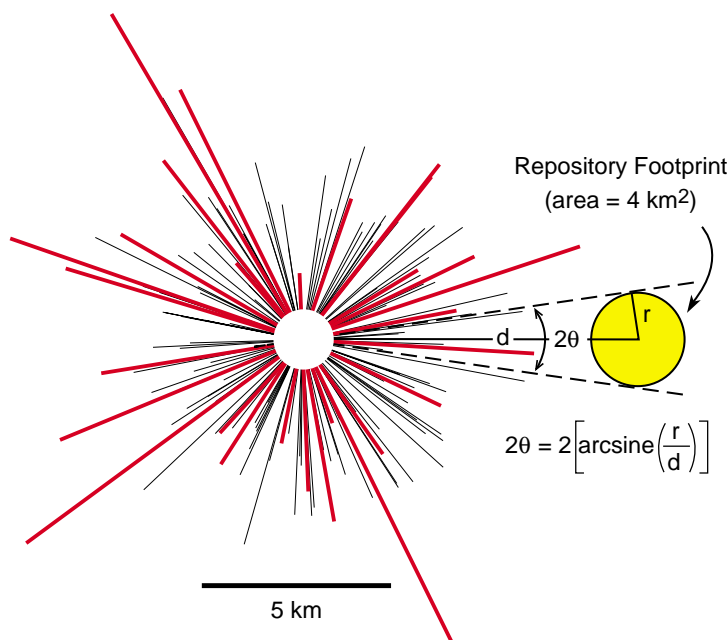 Repository Footprint
(area = 4 km²)
r
d
2θ
2θ = 2[arcsine(r/d)]
5 km